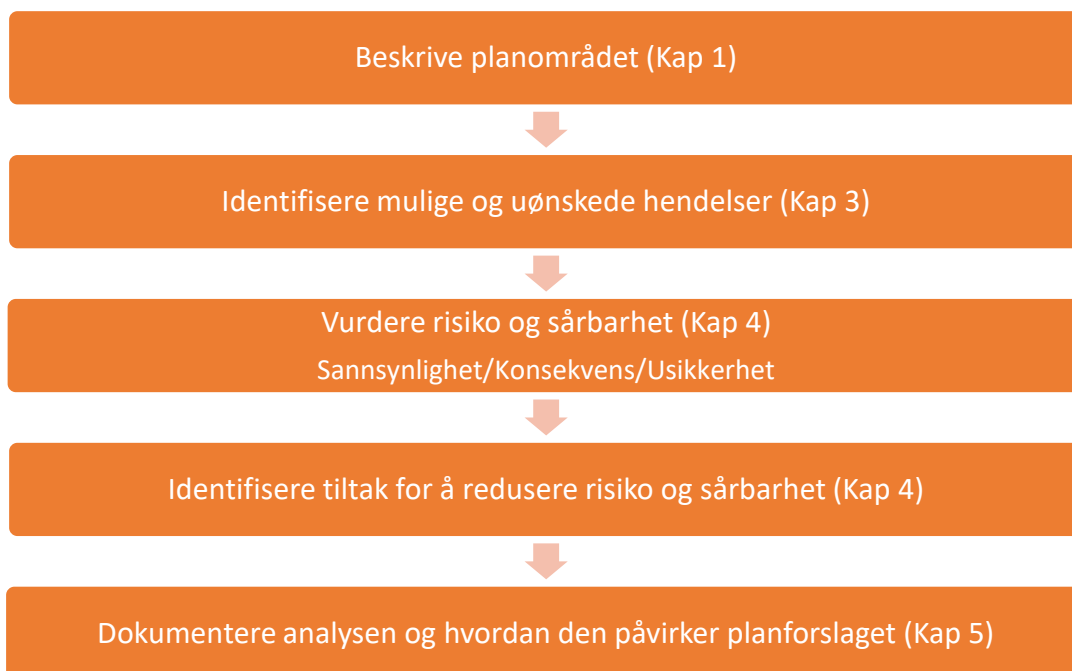 Beskrive planområdet (Kap 1)
Identifisere mulige og uønskede hendelser (Kap 3)
Vurdere risiko og sårbarhet (Kap 4)
Sannsynlighet/Konsekvens/Usikkerhet
Identifisere tiltak for å redusere risiko og sårbarhet (Kap 4)
Dokumentere analysen og hvordan den påvirker planforslaget (Kap 5)